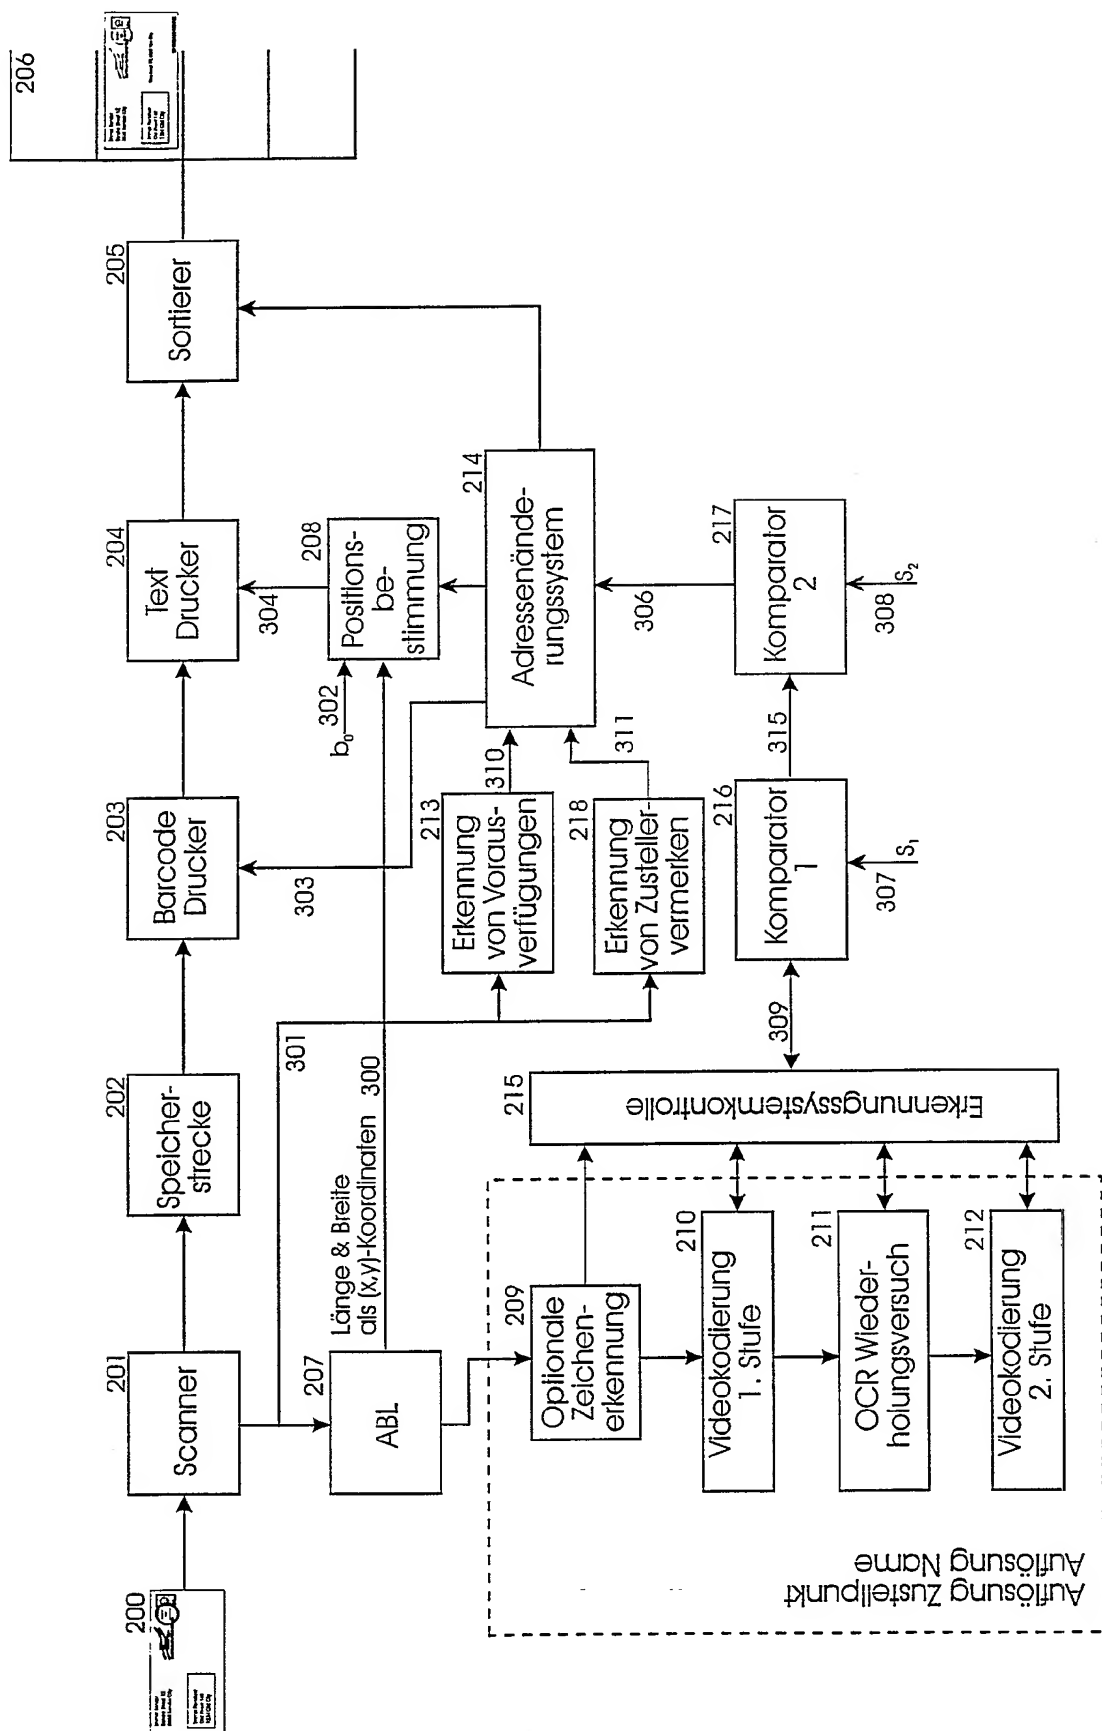 200
201
Scanner
202
Speicher-
strecke
203
Barcode
Drucker
204
Text
Drucker
205
Sortierer
206
207
ABL
Länge & Breite
als (x,y)-Koordinaten 300
301
303
304
b₀ 302
208
Positions-
be-
stimmung
213
Erkennung
von Voraus-
verfügungen
310
218
Erkennung
von Zusteller-
vermerken
311
214
Adressenände-
rungssystem
306
209
Optionale
Zeichen-
erkennung
210
Videokodierung
1. Stufe
211
OCR Wieder-
holungsversuch
212
Videokodierung
2. Stufe
Auflösung Zustellpunkt
Auflösung Name
215
Erkennungssystemkontrolle
309
216
Komparator
1
307 S₁
315
217
Komparator
2
308 S₂